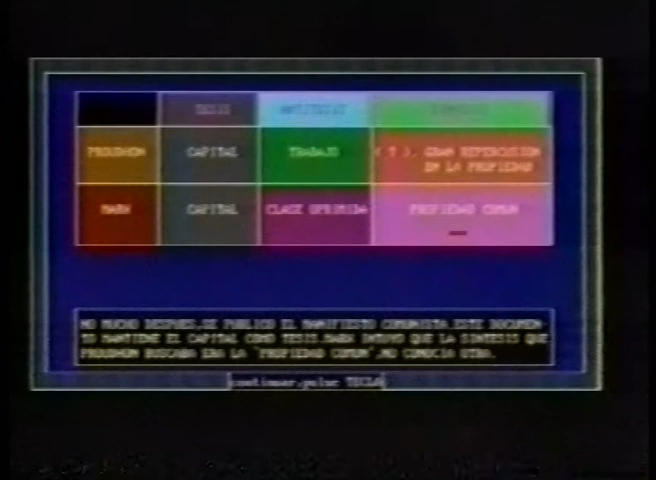 TESIS ANTITESIS SINTESIS
PROUDHON CAPITAL TRABAJO ( ? ). GRAN REPERCUSION
EN LA PROPIEDAD
MARX CAPITAL CLASE OPRIMIDA PROPIEDAD COMUN
NO MUCHO DESPUES,SE PUBLICO EL MANIFIESTO COMUNISTA.ESTE DOCUMEN-
TO MANTIENE EL CAPITAL COMO TESIS.MARX INTUYO QUE LA SINTESIS QUE
PROUDHON BUSCABA ERA LA "PROPIEDAD COMUN",NO CONOCIA OTRA.
continuar,pulse TECLA